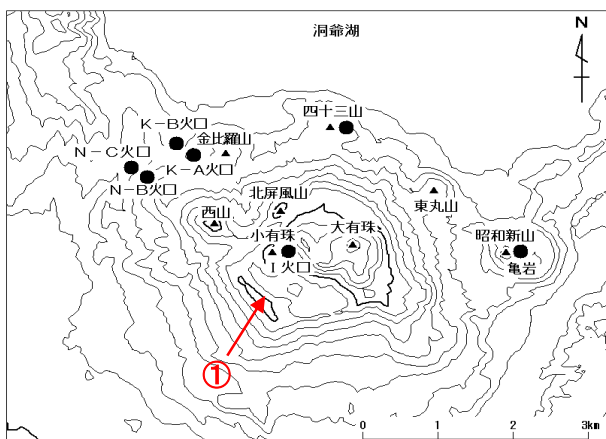 洞爺湖
N
四十三山
K－B火口
金比羅山
N－C火口
K－A火口
N－B火口
北屏風山
東丸山
西山
小有珠
大有珠
昭和新山
I火口
亀岩
①
0 1 2 3km